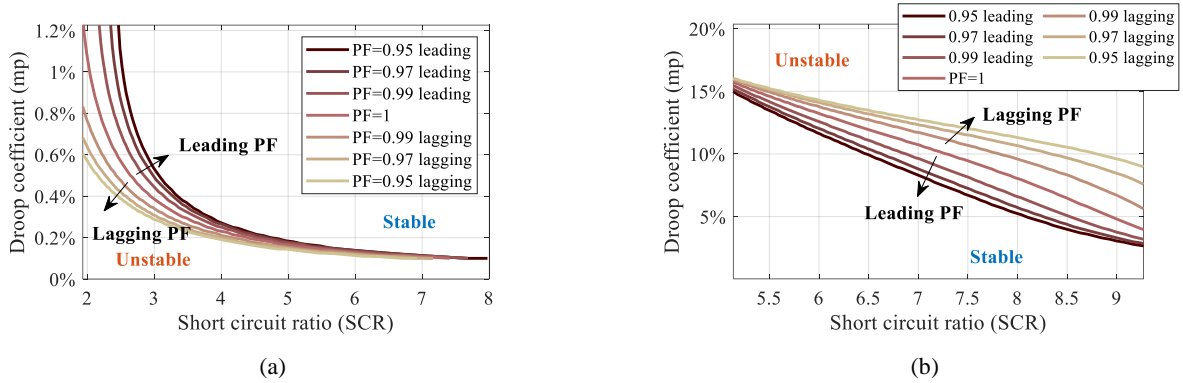 1.2%
1%
0.8%
0.6%
0.4%
0.2%
0%
Droop coefficient (mp)
PF=0.95 leading
PF=0.97 leading
PF=0.99 leading
PF=1
PF=0.99 lagging
PF=0.97 lagging
PF=0.95 lagging
Leading PF
Lagging PF
Stable
Unstable
2 3 4 5 6 7 8
Short circuit ratio (SCR)
(a)
20%
15%
10%
5%
Droop coefficient (mp)
0.95 leading 0.99 lagging
0.97 leading 0.97 lagging
0.99 leading 0.95 lagging
PF=1
Unstable
Lagging PF
Leading PF
Stable
5.5 6 6.5 7 7.5 8 8.5 9
Short circuit ratio (SCR)
(b)